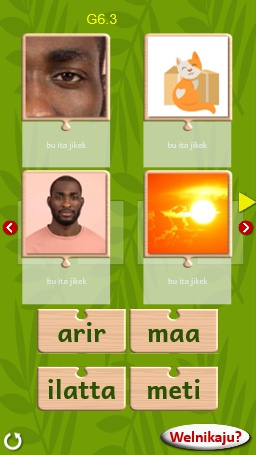 G6.3
bu ita jikek
bu ita jikek
bu ita jikek
bu ita jikek
arir
maa
ilatta
meti
Welnikaju?